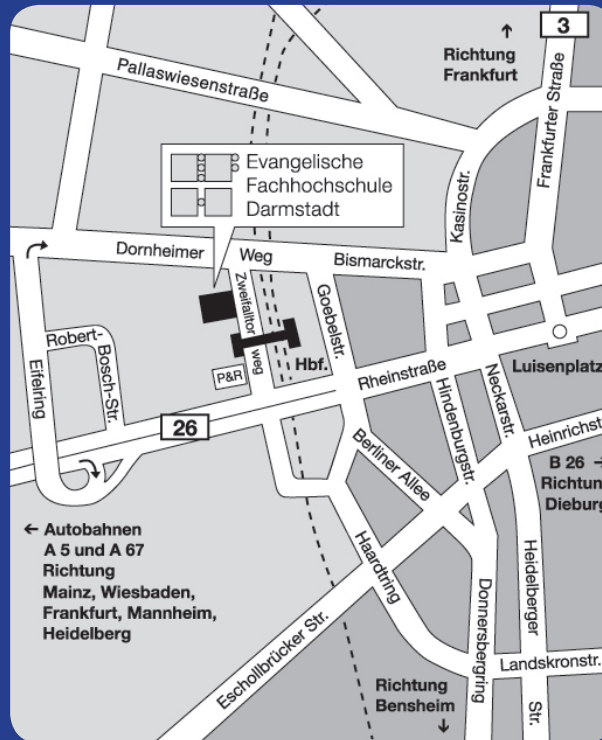 3
Richtung
Frankfurt
Pallaswiesenstraße
Frankfurter Straße
Kasinostr.
Evangelische
Fachhochschule
Darmstadt
Dornheimer Weg
Bismarckstr.
Zweifalltorweg
Goebelstr.
Robert-
Bosch-Str.
Eifelring
P&R
Hbf.
Rheinstraße
Luisenplatz
Neckarstr.
Hindenburgstr.
26
Heinrichst
Berliner Allee
B 26 →
Richtun
Dieburg
← Autobahnen
A 5 und A 67
Richtung
Mainz, Wiesbaden,
Frankfurt, Mannheim,
Heidelberg
Haardtring
Heidelberger Str.
Donnersbergring
Eschollbrücker Str.
Landskronstr.
Richtung
Bensheim